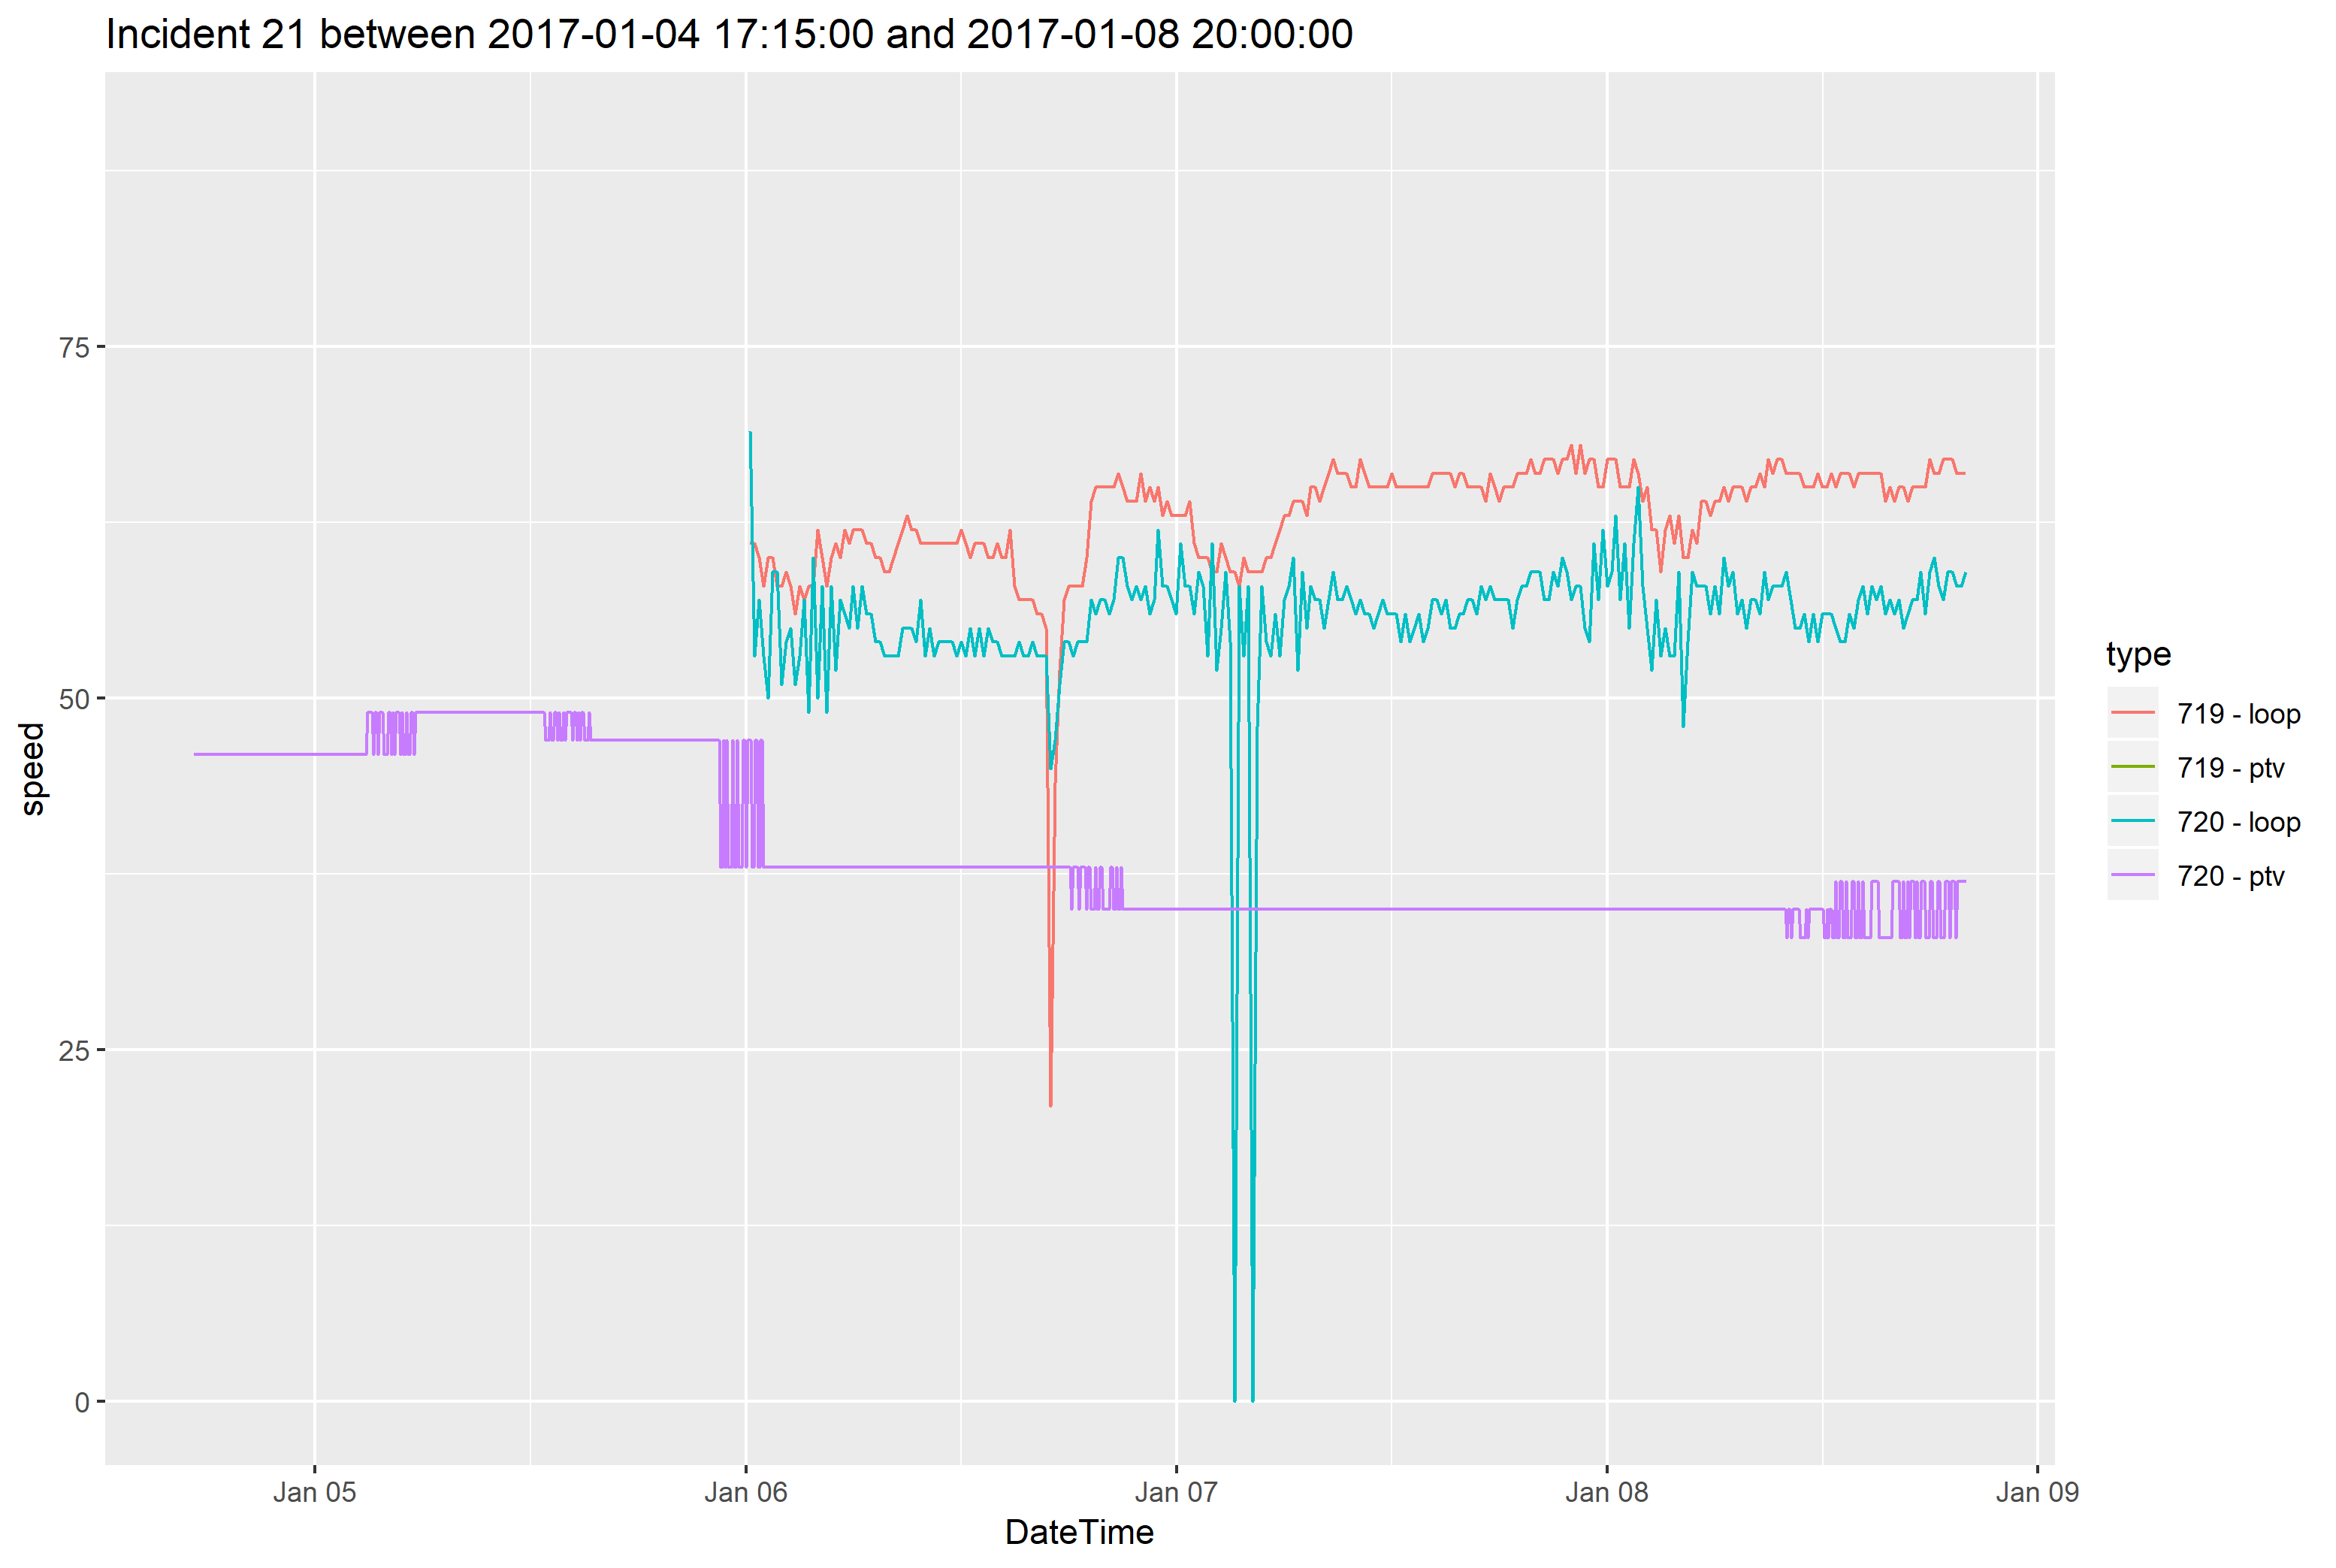 Incident 21 between 2017-01-04 17:15:00 and 2017-01-08 20:00:00
75
50
25
0
speed
Jan 05
Jan 06
Jan 07
Jan 08
Jan 09
DateTime
type
719 - loop
719 - ptv
720 - loop
720 - ptv